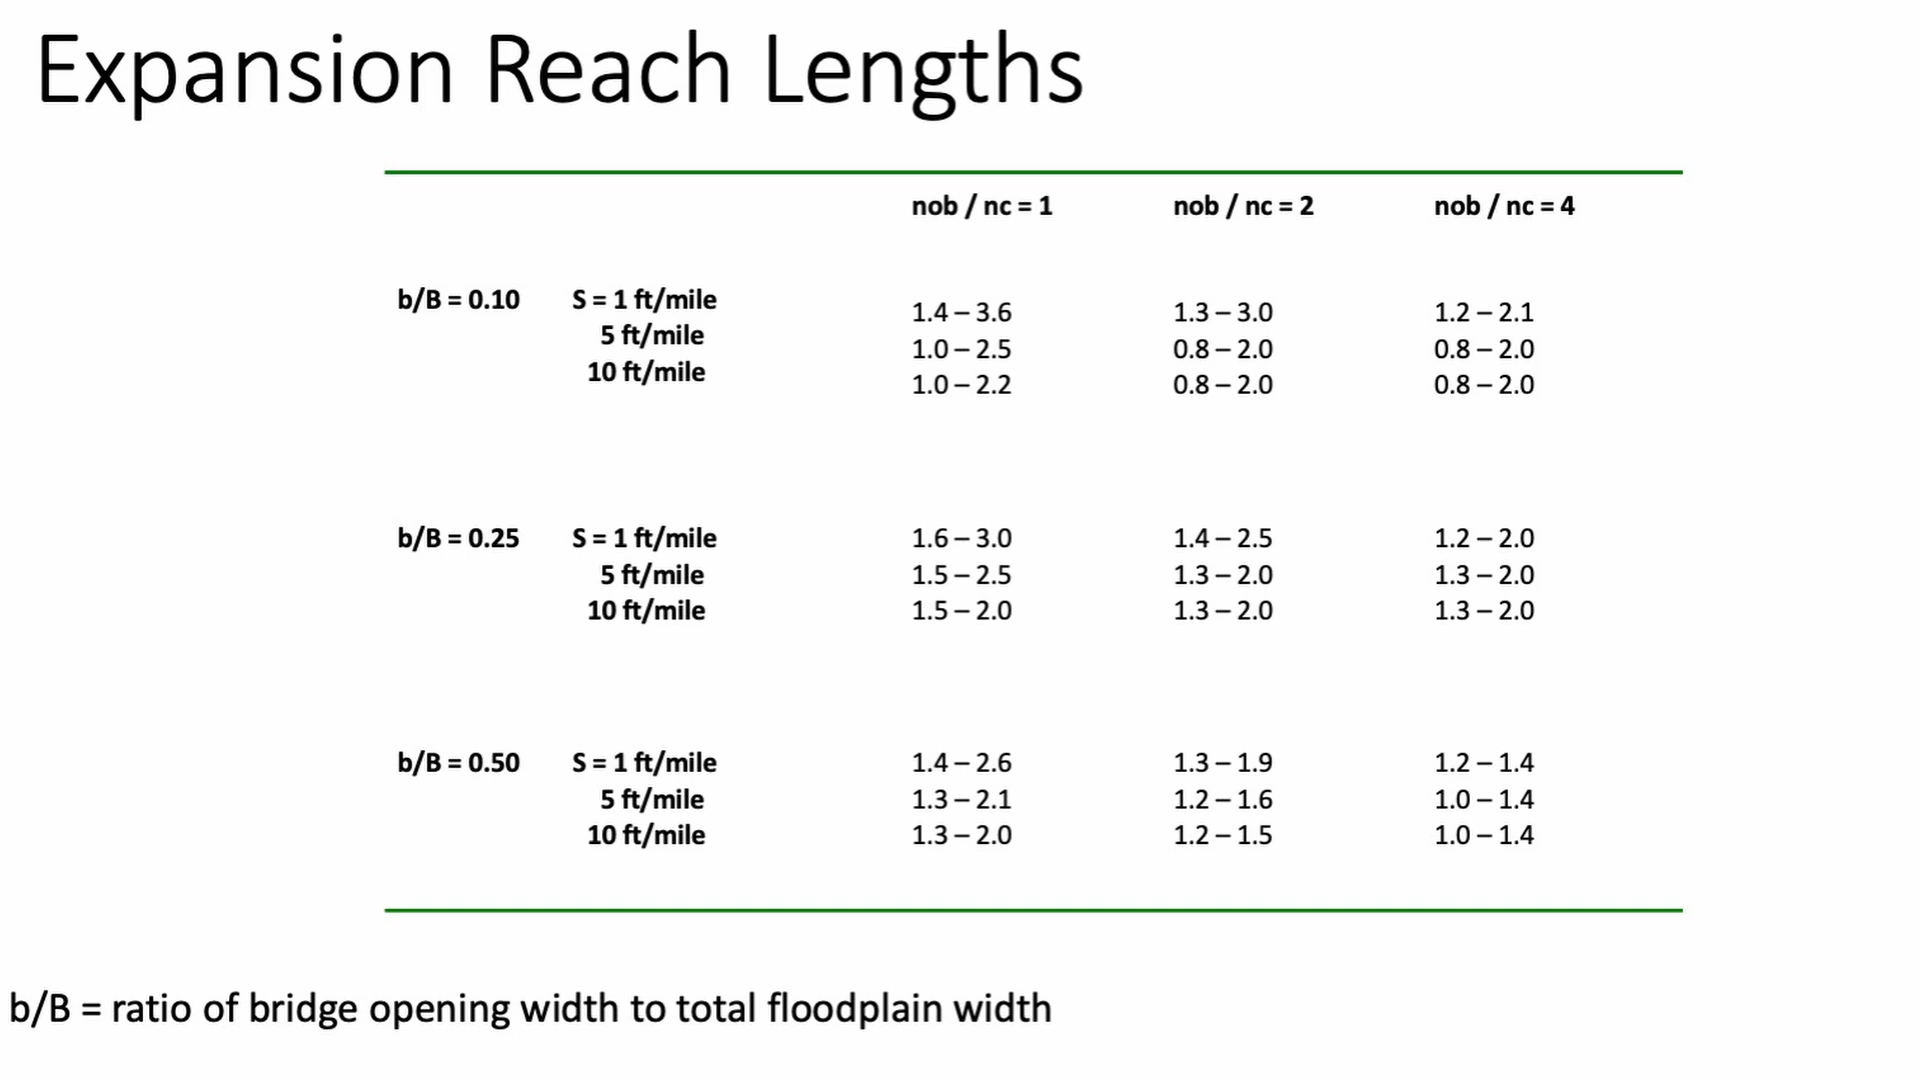 Expansion Reach Lengths
nob / nc = 1 nob / nc = 2 nob / nc = 4
b/B = 0.10 S = 1 ft/mile 1.4 – 3.6 1.3 – 3.0 1.2 – 2.1
5 ft/mile 1.0 – 2.5 0.8 – 2.0 0.8 – 2.0
10 ft/mile 1.0 – 2.2 0.8 – 2.0 0.8 – 2.0
b/B = 0.25 S = 1 ft/mile 1.6 – 3.0 1.4 – 2.5 1.2 – 2.0
5 ft/mile 1.5 – 2.5 1.3 – 2.0 1.3 – 2.0
10 ft/mile 1.5 – 2.0 1.3 – 2.0 1.3 – 2.0
b/B = 0.50 S = 1 ft/mile 1.4 – 2.6 1.3 – 1.9 1.2 – 1.4
5 ft/mile 1.3 – 2.1 1.2 – 1.6 1.0 – 1.4
10 ft/mile 1.3 – 2.0 1.2 – 1.5 1.0 – 1.4
b/B = ratio of bridge opening width to total floodplain width